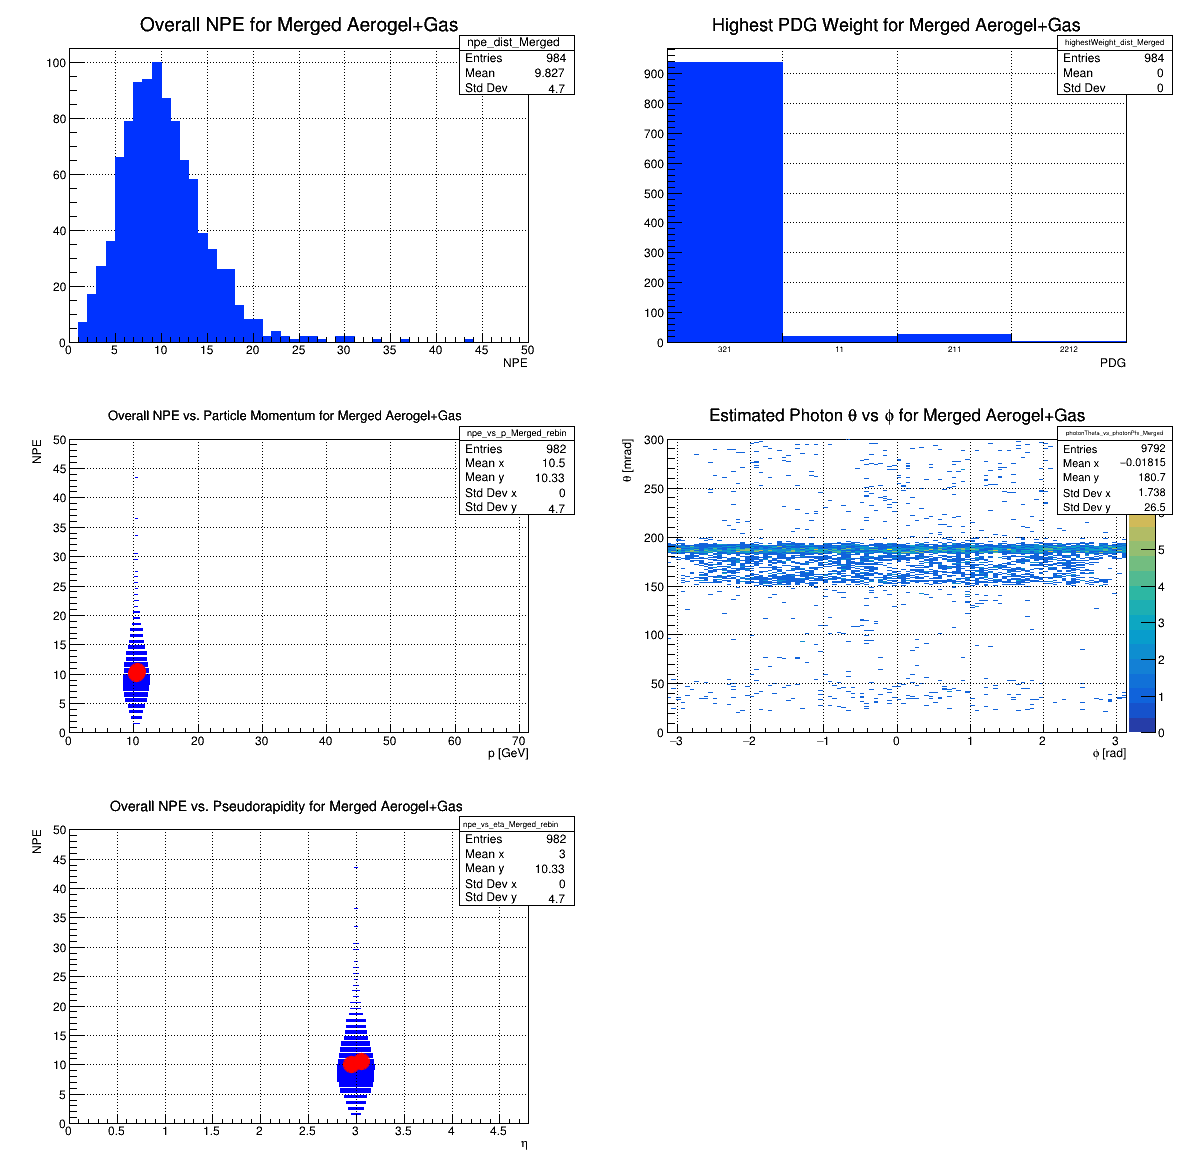 Overall NPE for Merged Aerogel+Gas
npe_dist_Merged
Entries 984
Mean 9.827
Std Dev 4.7
100
80
60
40
20
0
0 5 10 15 20 25 30 35 40 45 50
NPE
Highest PDG Weight for Merged Aerogel+Gas
highestWeight_dist_Merged
Entries 984
Mean 0
Std Dev 0
900
800
700
600
500
400
300
200
100
0
321 11 211 2212
PDG
Overall NPE vs. Particle Momentum for Merged Aerogel+Gas
npe_vs_p_Merged_rebin
Entries 982
Mean x 10.5
Mean y 10.33
Std Dev x 0
Std Dev y 4.7
NPE
50
45
40
35
30
25
20
15
10
5
0
0 10 20 30 40 50 60 70
p [GeV]
Estimated Photon θ vs ϕ for Merged Aerogel+Gas
photonTheta_vs_photonPhi_Merged
Entries 9792
Mean x −0.01815
Mean y 180.7
Std Dev x 1.738
Std Dev y 26.5
θ [mrad]
300
250
200
150
100
50
0
−3 −2 −1 0 1 2 3
ϕ [rad]
5
4
3
2
1
0
Overall NPE vs. Pseudorapidity for Merged Aerogel+Gas
npe_vs_eta_Merged_rebin
Entries 982
Mean x 3
Mean y 10.33
Std Dev x 0
Std Dev y 4.7
NPE
50
45
40
35
30
25
20
15
10
5
0
0 0.5 1 1.5 2 2.5 3 3.5 4 4.5
η